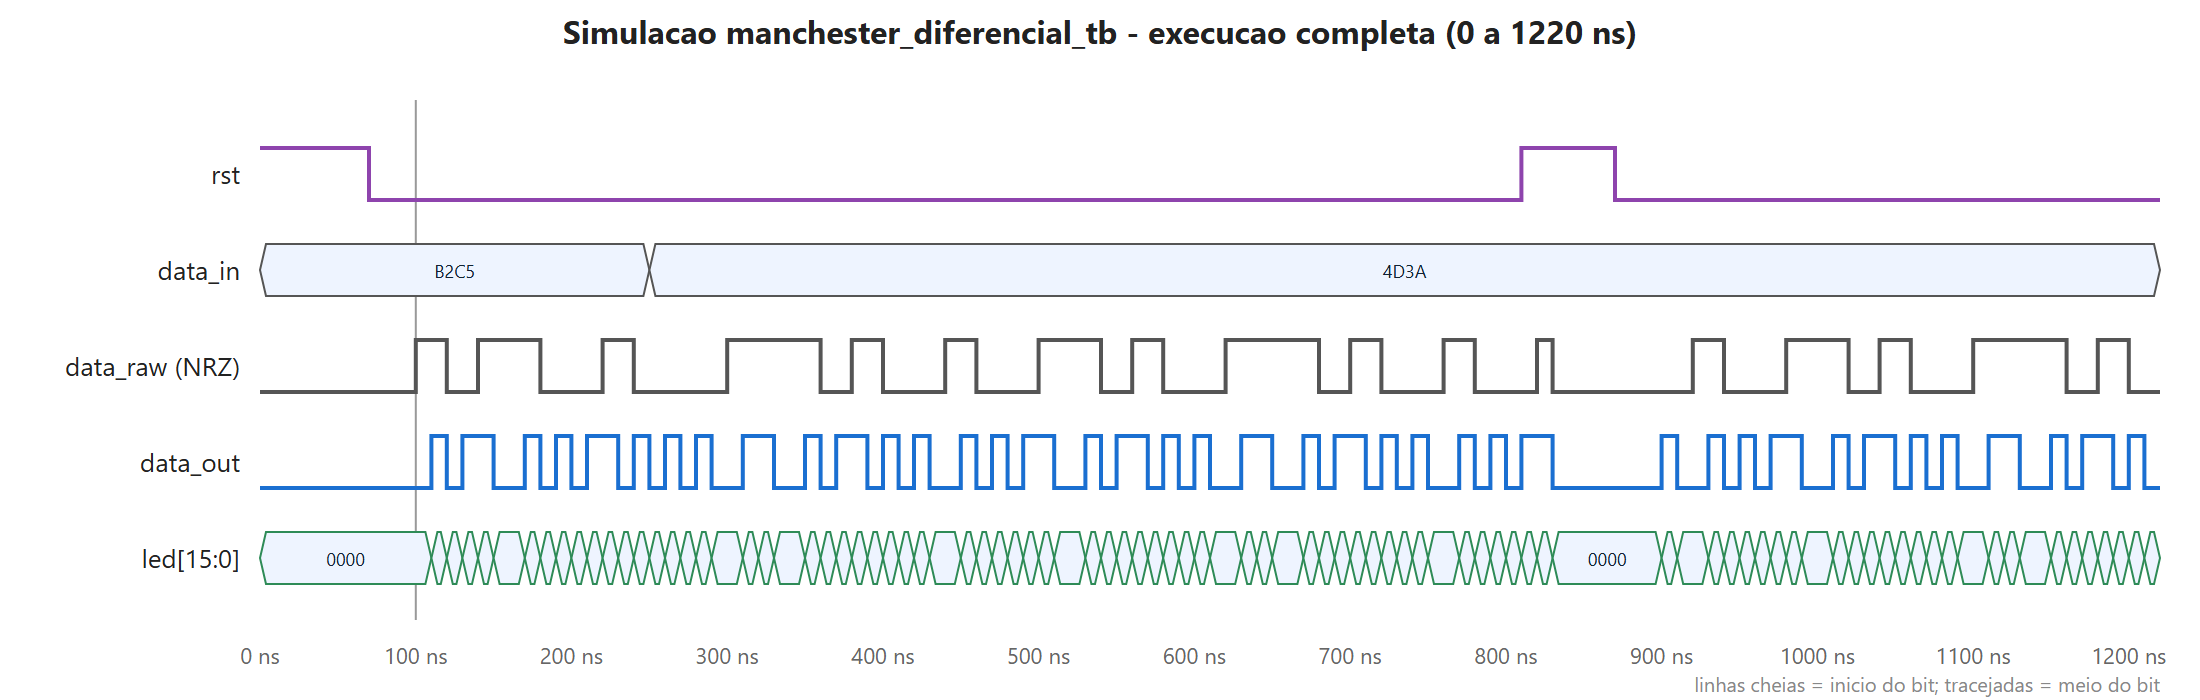 Simulacao manchester_diferencial_tb - execucao completa (0 a 1220 ns)
rst
data_in
B2C5
4D3A
data_raw (NRZ)
data_out
led[15:0]
0000
0000
0 ns
100 ns
200 ns
300 ns
400 ns
500 ns
600 ns
700 ns
800 ns
900 ns
1000 ns
1100 ns
1200 ns
linhas cheias = inicio do bit; tracejadas = meio do bit